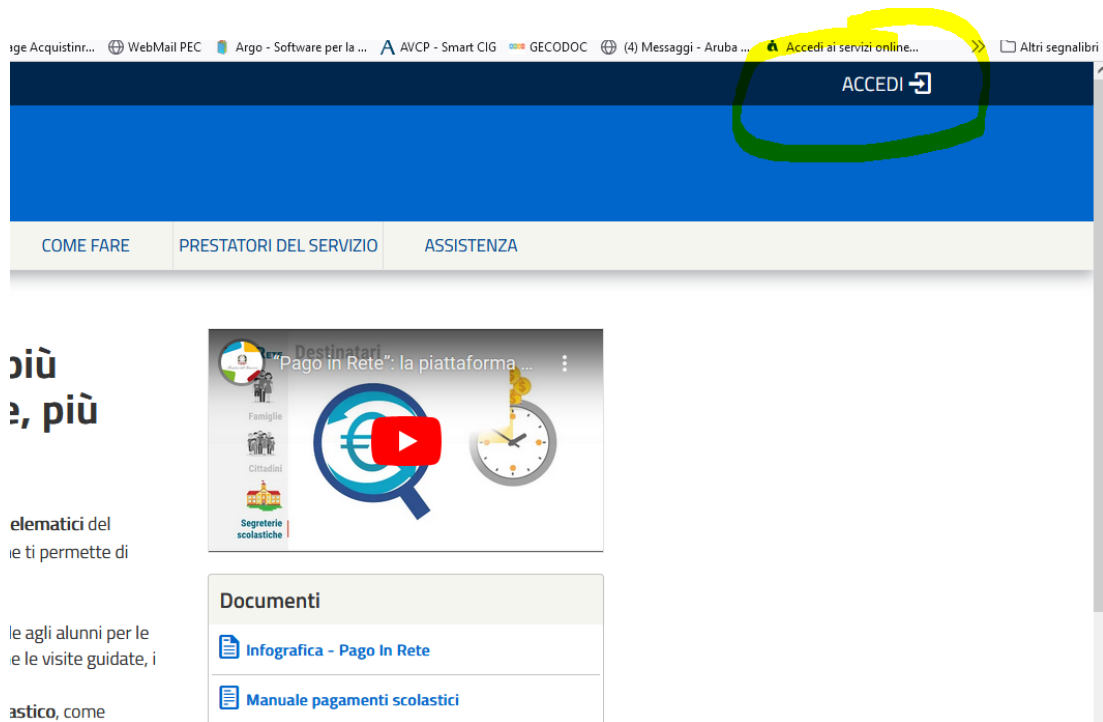 age Acquistinr... WebMail PEC Argo - Software per la ... AVCP - Smart CIG GECODOC (4) Messaggi - Aruba ... Accedi ai servizi online... Altri segnalibri
ACCEDI
COME FARE PRESTATORI DEL SERVIZIO ASSISTENZA
più
e, più
Destinatari
"Pago in Rete": la piattaforma ...
Famiglie
Cittadini
Segreterie
scolastiche
elematici del
ne ti permette di
Documenti
le agli alunni per le
ne le visite guidate, i
Infografica - Pago In Rete
Manuale pagamenti scolastici
astico, come